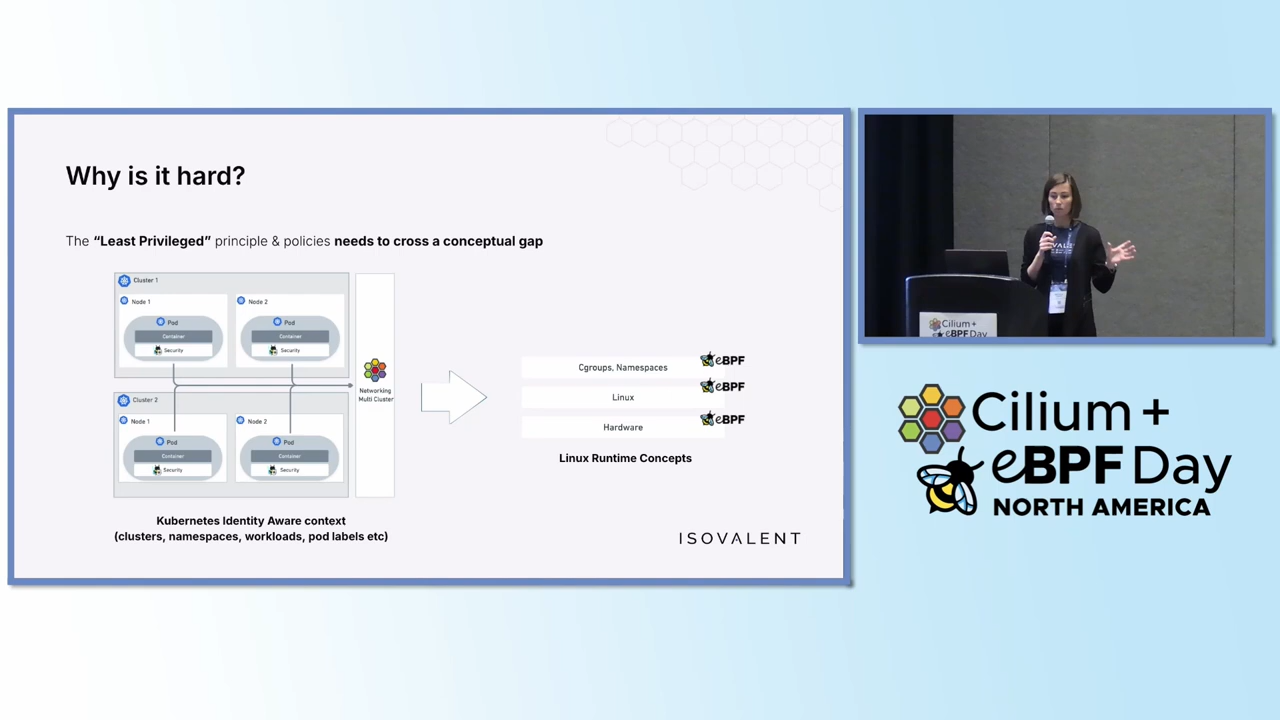 Why is it hard?
The “Least Privileged” principle & policies needs to cross a conceptual gap
Cluster 1
Node 1
Pod
Container
Security
Node 2
Pod
Container
Security
Cluster 2
Node 1
Pod
Container
Security
Node 2
Pod
Container
Security
Networking
Multi Cluster
Kubernetes Identity Aware context
(clusters, namespaces, workloads, pod labels etc)
Cgroups, Namespaces
eBPF
Linux
eBPF
Hardware
eBPF
Linux Runtime Concepts
ISOVALENT
Cilium +
eBPF Day
Cilium +
eBPF Day
NORTH AMERICA